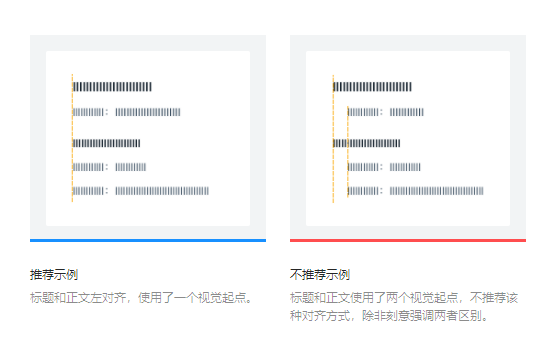 推荐示例
标题和正文左对齐，使用了一个视觉起点。
不推荐示例
标题和正文使用了两个视觉起点，不推荐该
种对齐方式，除非刻意强调两者区别。